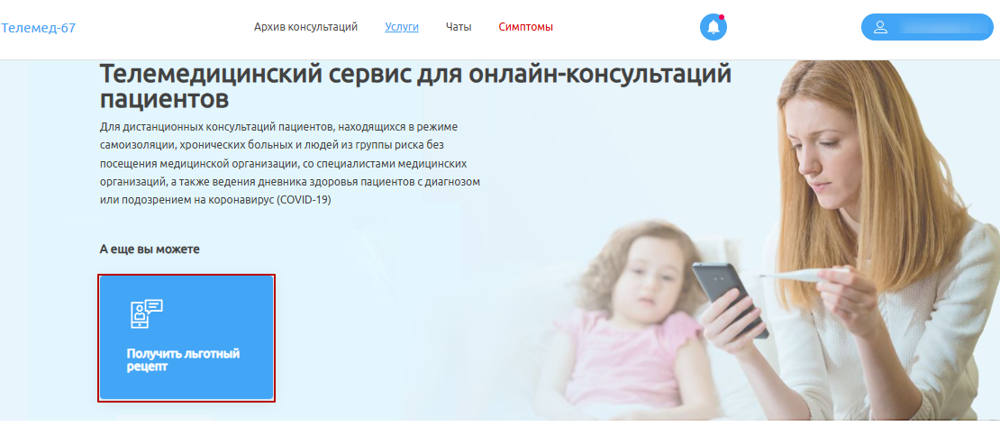 Телемед-67 Архив консультаций Услуги Чаты Симптомы
Телемедицинский сервис для онлайн-консультаций
пациентов
Для дистанционных консультаций пациентов, находящихся в режиме
самоизоляции, хронических больных и людей из группы риска без
посещения медицинской организации, со специалистами медицинских
организаций, а также ведения дневника здоровья пациентов с диагнозом
или подозрением на коронавирус (COVID-19)
А еще вы можете
Получить льготный
рецепт